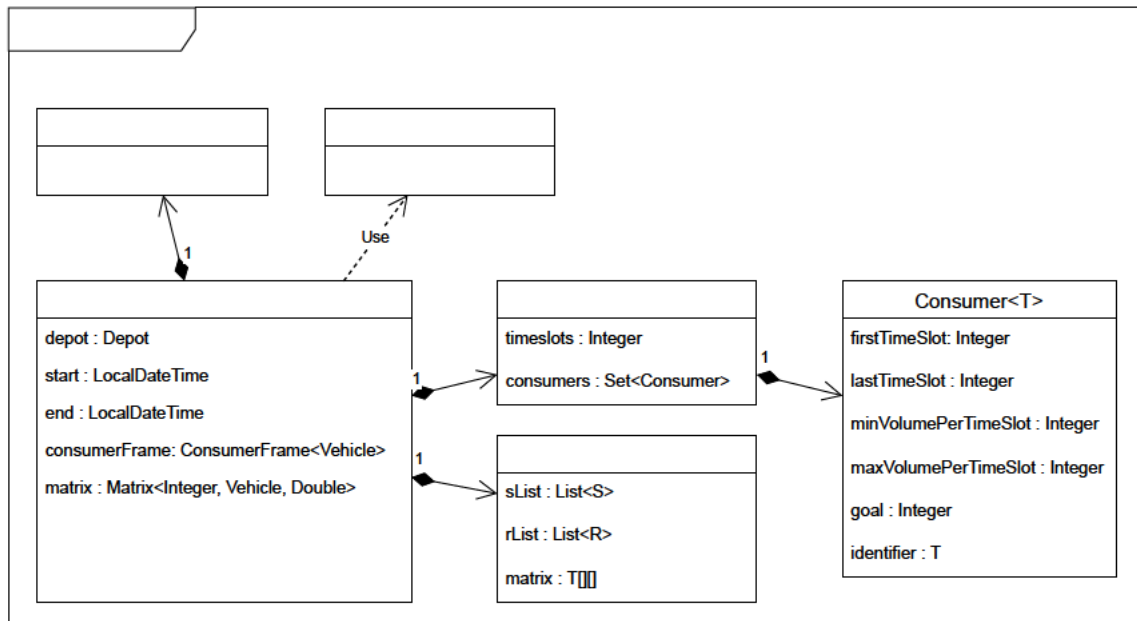 1
Use
depot : Depot
start : LocalDateTime
end : LocalDateTime
consumerFrame: ConsumerFrame<Vehicle>
matrix : Matrix<Integer, Vehicle, Double>
1
1
timeslots : Integer
consumers : Set<Consumer>
1
sList : List<S>
rList : List<R>
matrix : T[][]
Consumer<T>
firstTimeSlot: Integer
lastTimeSlot : Integer
minVolumePerTimeSlot : Integer
maxVolumePerTimeSlot : Integer
goal : Integer
identifier : T